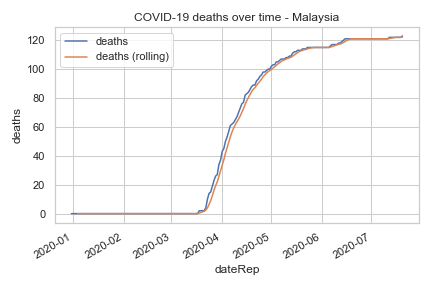 COVID-19 deaths over time - Malaysia
deaths
deaths (rolling)
deaths
120
100
80
60
40
20
0
2020-01
2020-02
2020-03
2020-04
2020-05
2020-06
2020-07
dateRep